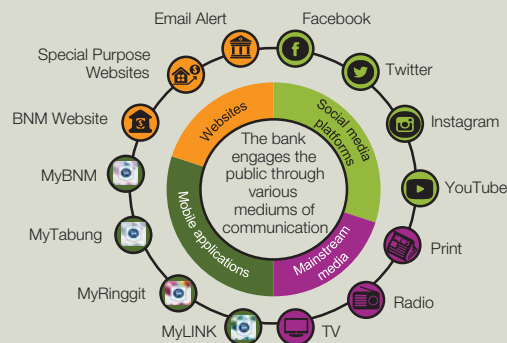 Email Alert
Facebook
Special Purpose
Websites
Twitter
BNM Website
Instagram
MyBNM
YouTube
MyTabung
Print
MyRinggit
Radio
MyLINK
TV
Websites
Social media
platforms
Mobile applications
Mainstream
media
The bank
engages the
public through
various
mediums of
communication